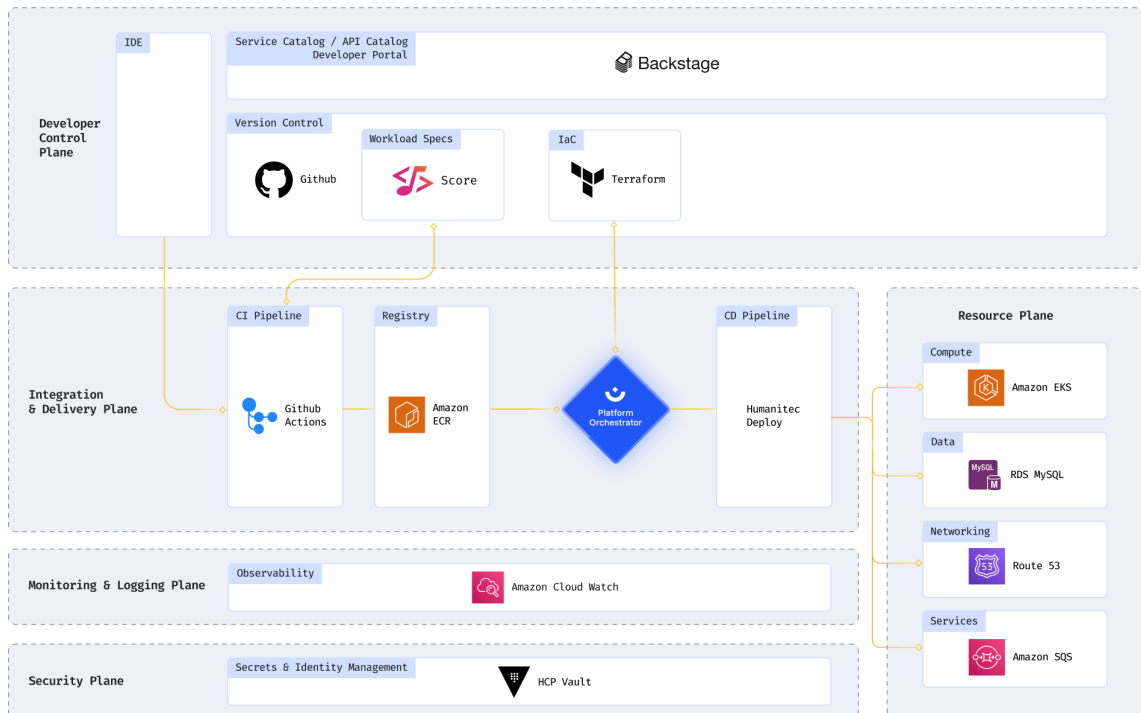 IDE
Service Catalog / API Catalog
Developer Portal
Backstage
Developer
Control
Plane
Version Control
Github
Workload Specs
Score
IaC
Terraform
Integration
& Delivery Plane
CI Pipeline
Github
Actions
Registry
Amazon
ECR
Platform
Orchestrator
CD Pipeline
Humanitec
Deploy
Resource Plane
Compute
Amazon EKS
Data
MySQL
M
RDS MySQL
Networking
53
Route 53
Services
Amazon SQS
Monitoring & Logging Plane
Observability
Amazon Cloud Watch
Security Plane
Secrets & Identity Management
HCP Vault